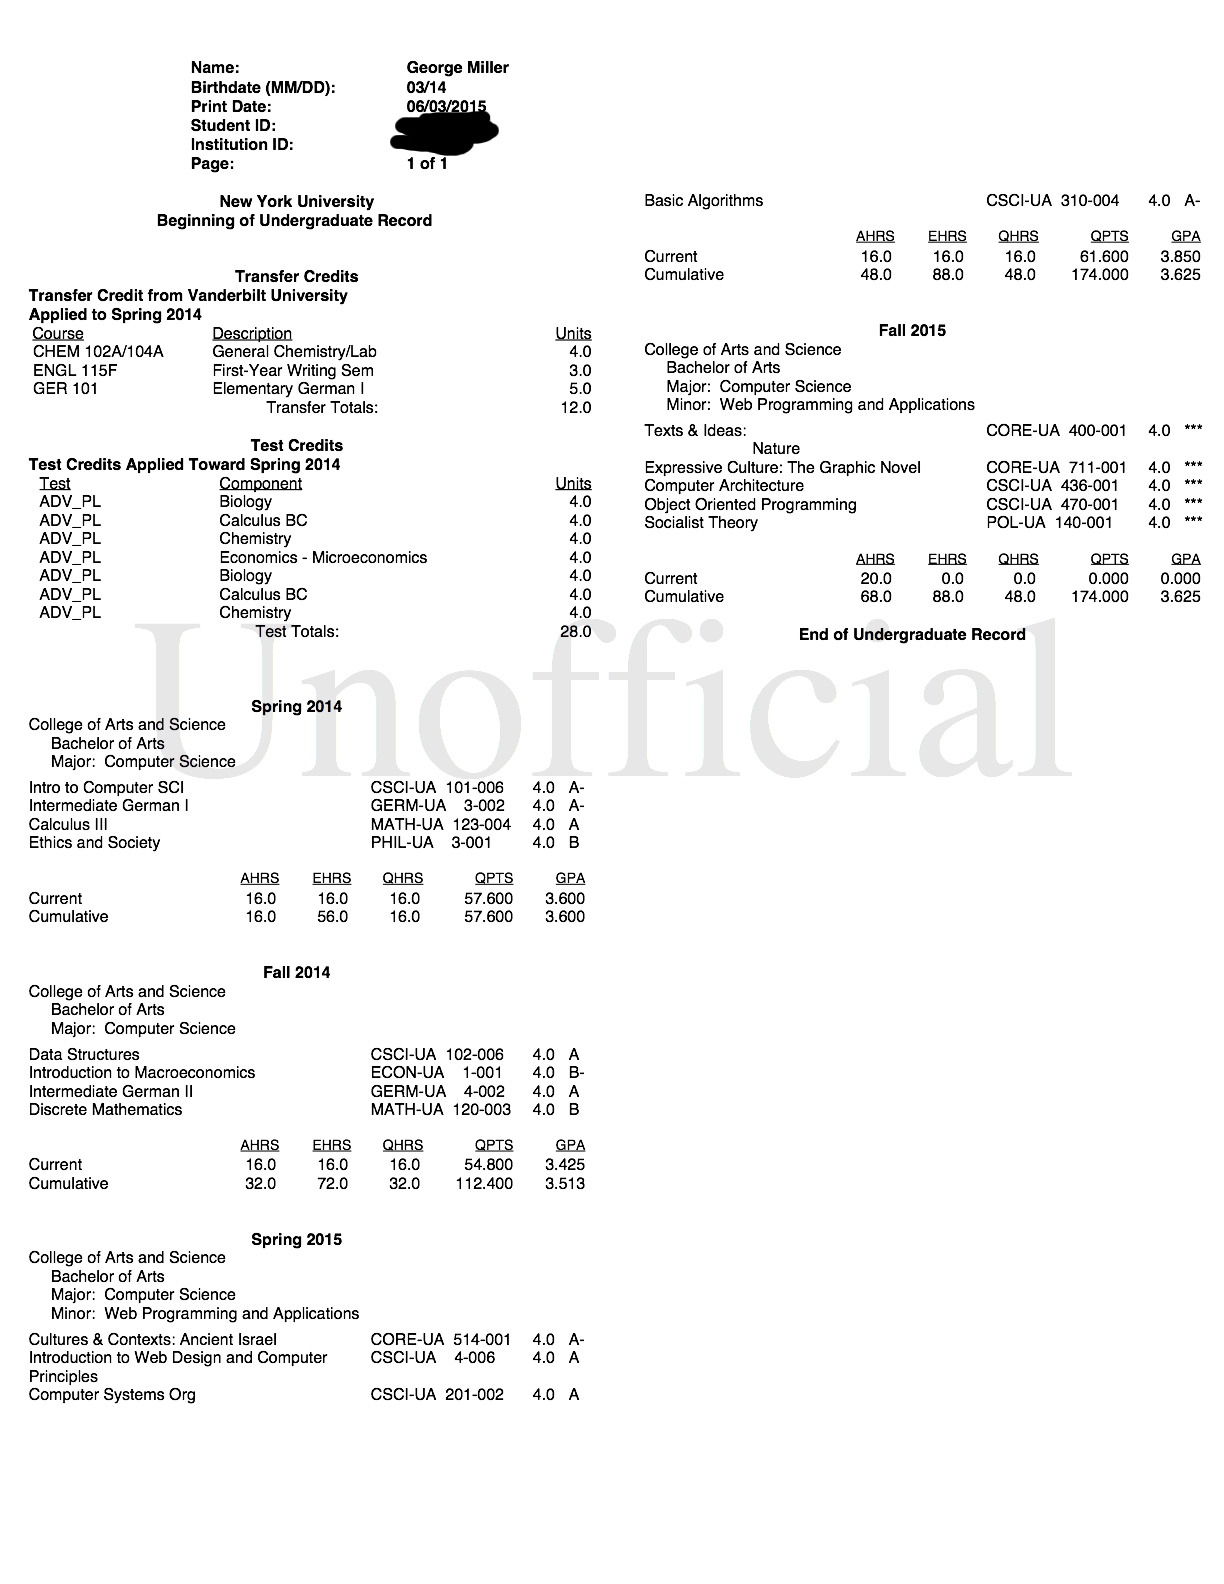 Name: George Miller
Birthdate (MM/DD): 03/14
Print Date: 06/03/2015
Student ID:
Institution ID:
Page: 1 of 1
New York University
Beginning of Undergraduate Record
Transfer Credits
Transfer Credit from Vanderbilt University
Applied to Spring 2014
Course Description Units
CHEM 102A/104A General Chemistry/Lab 4.0
ENGL 115F First-Year Writing Sem 3.0
GER 101 Elementary German I 5.0
Transfer Totals: 12.0
Test Credits
Test Credits Applied Toward Spring 2014
Test Component Units
ADV_PL Biology 4.0
ADV_PL Calculus BC 4.0
ADV_PL Chemistry 4.0
ADV_PL Economics - Microeconomics 4.0
ADV_PL Biology 4.0
ADV_PL Calculus BC 4.0
ADV_PL Chemistry 4.0
Test Totals: 28.0
Unofficial
Spring 2014
College of Arts and Science
Bachelor of Arts
Major: Computer Science
Intro to Computer SCI CSCI-UA 101-006 4.0 A-
Intermediate German I GERM-UA 3-002 4.0 A-
Calculus III MATH-UA 123-004 4.0 A
Ethics and Society PHIL-UA 3-001 4.0 B
AHRS EHRS QHRS QPTS GPA
Current 16.0 16.0 16.0 57.600 3.600
Cumulative 16.0 56.0 16.0 57.600 3.600
Fall 2014
College of Arts and Science
Bachelor of Arts
Major: Computer Science
Data Structures CSCI-UA 102-006 4.0 A
Introduction to Macroeconomics ECON-UA 1-001 4.0 B-
Intermediate German II GERM-UA 4-002 4.0 A
Discrete Mathematics MATH-UA 120-003 4.0 B
AHRS EHRS QHRS QPTS GPA
Current 16.0 16.0 16.0 54.800 3.425
Cumulative 32.0 72.0 32.0 112.400 3.513
Spring 2015
College of Arts and Science
Bachelor of Arts
Major: Computer Science
Minor: Web Programming and Applications
Cultures & Contexts: Ancient Israel CORE-UA 514-001 4.0 A-
Introduction to Web Design and Computer CSCI-UA 4-006 4.0 A
Principles
Computer Systems Org CSCI-UA 201-002 4.0 A
Basic Algorithms CSCI-UA 310-004 4.0 A-
AHRS EHRS QHRS QPTS GPA
Current 16.0 16.0 16.0 61.600 3.850
Cumulative 48.0 88.0 48.0 174.000 3.625
Fall 2015
College of Arts and Science
Bachelor of Arts
Major: Computer Science
Minor: Web Programming and Applications
Texts & Ideas: CORE-UA 400-001 4.0 ***
Nature
Expressive Culture: The Graphic Novel CORE-UA 711-001 4.0 ***
Computer Architecture CSCI-UA 436-001 4.0 ***
Object Oriented Programming CSCI-UA 470-001 4.0 ***
Socialist Theory POL-UA 140-001 4.0 ***
AHRS EHRS QHRS QPTS GPA
Current 20.0 0.0 0.0 0.000 0.000
Cumulative 68.0 88.0 48.0 174.000 3.625
End of Undergraduate Record